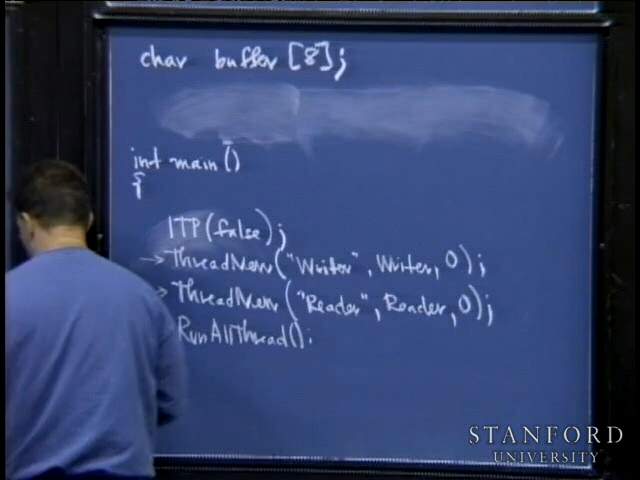 char buffer [8];
int main()
{
ITP(false);
→ ThreadNew("Writer", Writer, 0);
→ ThreadNew("Reader", Reader, 0);
RunAllThread();
STANFORD
UNIVERSITY